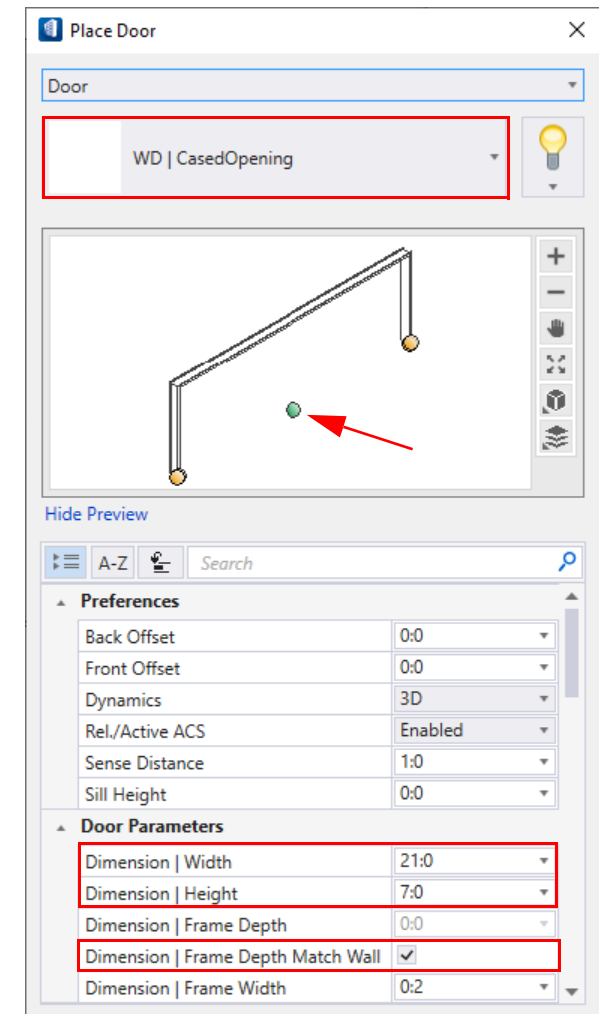 Place Door
Door
WD | CasedOpening
Hide Preview
A-Z Search
Preferences
Back Offset 0:0
Front Offset 0:0
Dynamics 3D
Rel./Active ACS Enabled
Sense Distance 1:0
Sill Height 0:0
Door Parameters
Dimension | Width 21:0
Dimension | Height 7:0
Dimension | Frame Depth 0:0
Dimension | Frame Depth Match Wall
Dimension | Frame Width 0:2